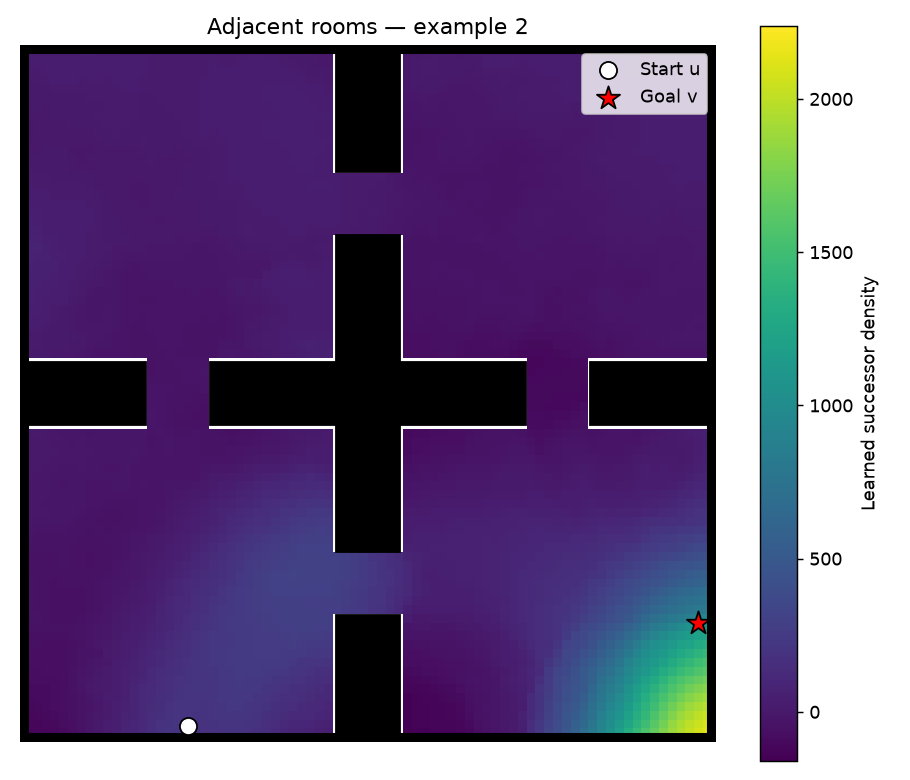 Adjacent rooms — example 2
Start u
Goal v
2000
1500
1000
500
0
Learned successor density